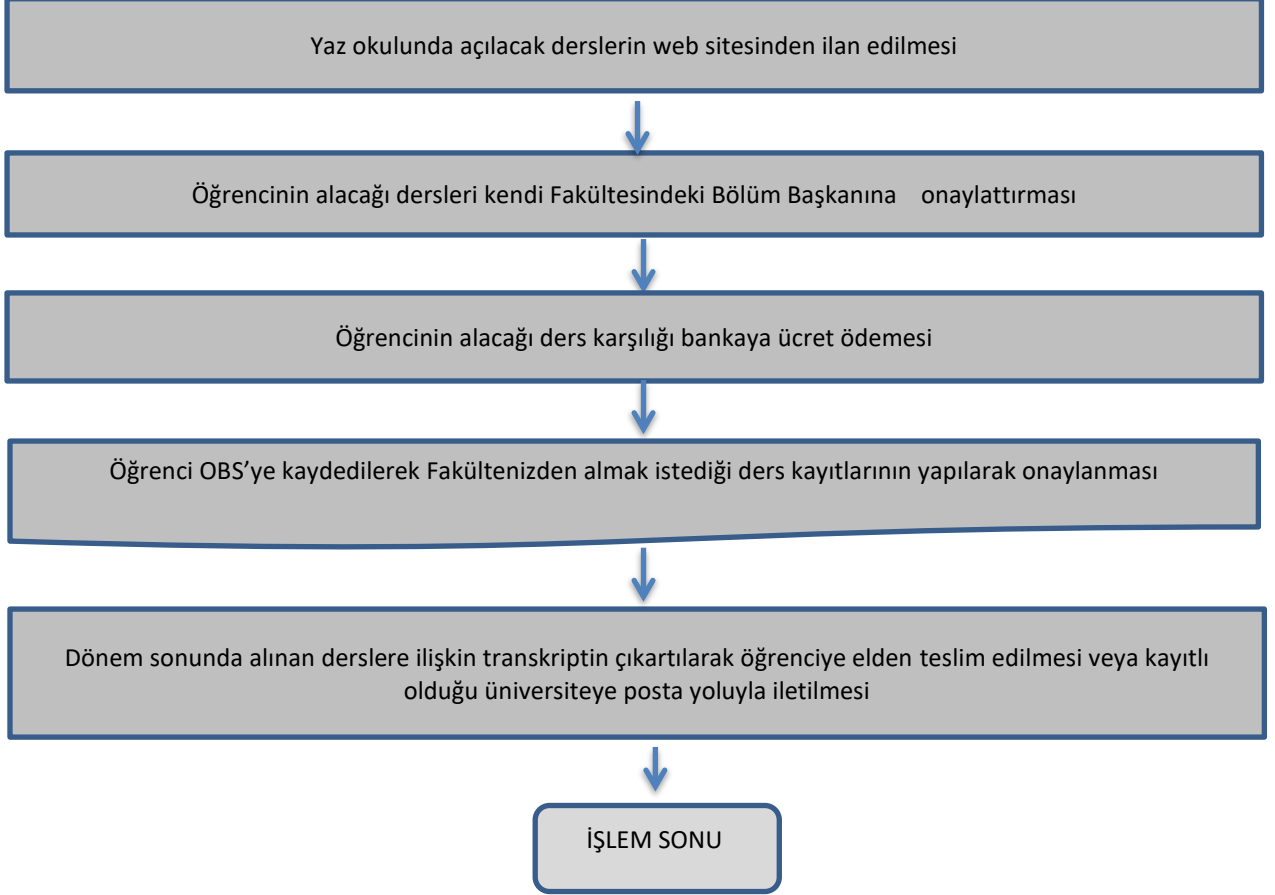 Yaz okulunda açılacak derslerin web sitesinden ilan edilmesi
Öğrencinin alacağı dersleri kendi Fakültesindeki Bölüm Başkanına onaylattırması
Öğrencinin alacağı ders karşılığı bankaya ücret ödemesi
Öğrenci OBS’ye kaydedilerek Fakültenizden almak istediği ders kayıtlarının yapılarak onaylanması
Dönem sonunda alınan derslere ilişkin transkriptin çıkartılarak öğrenciye elden teslim edilmesi veya kayıtlı
olduğu üniversiteye posta yoluyla iletilmesi
İŞLEM SONU